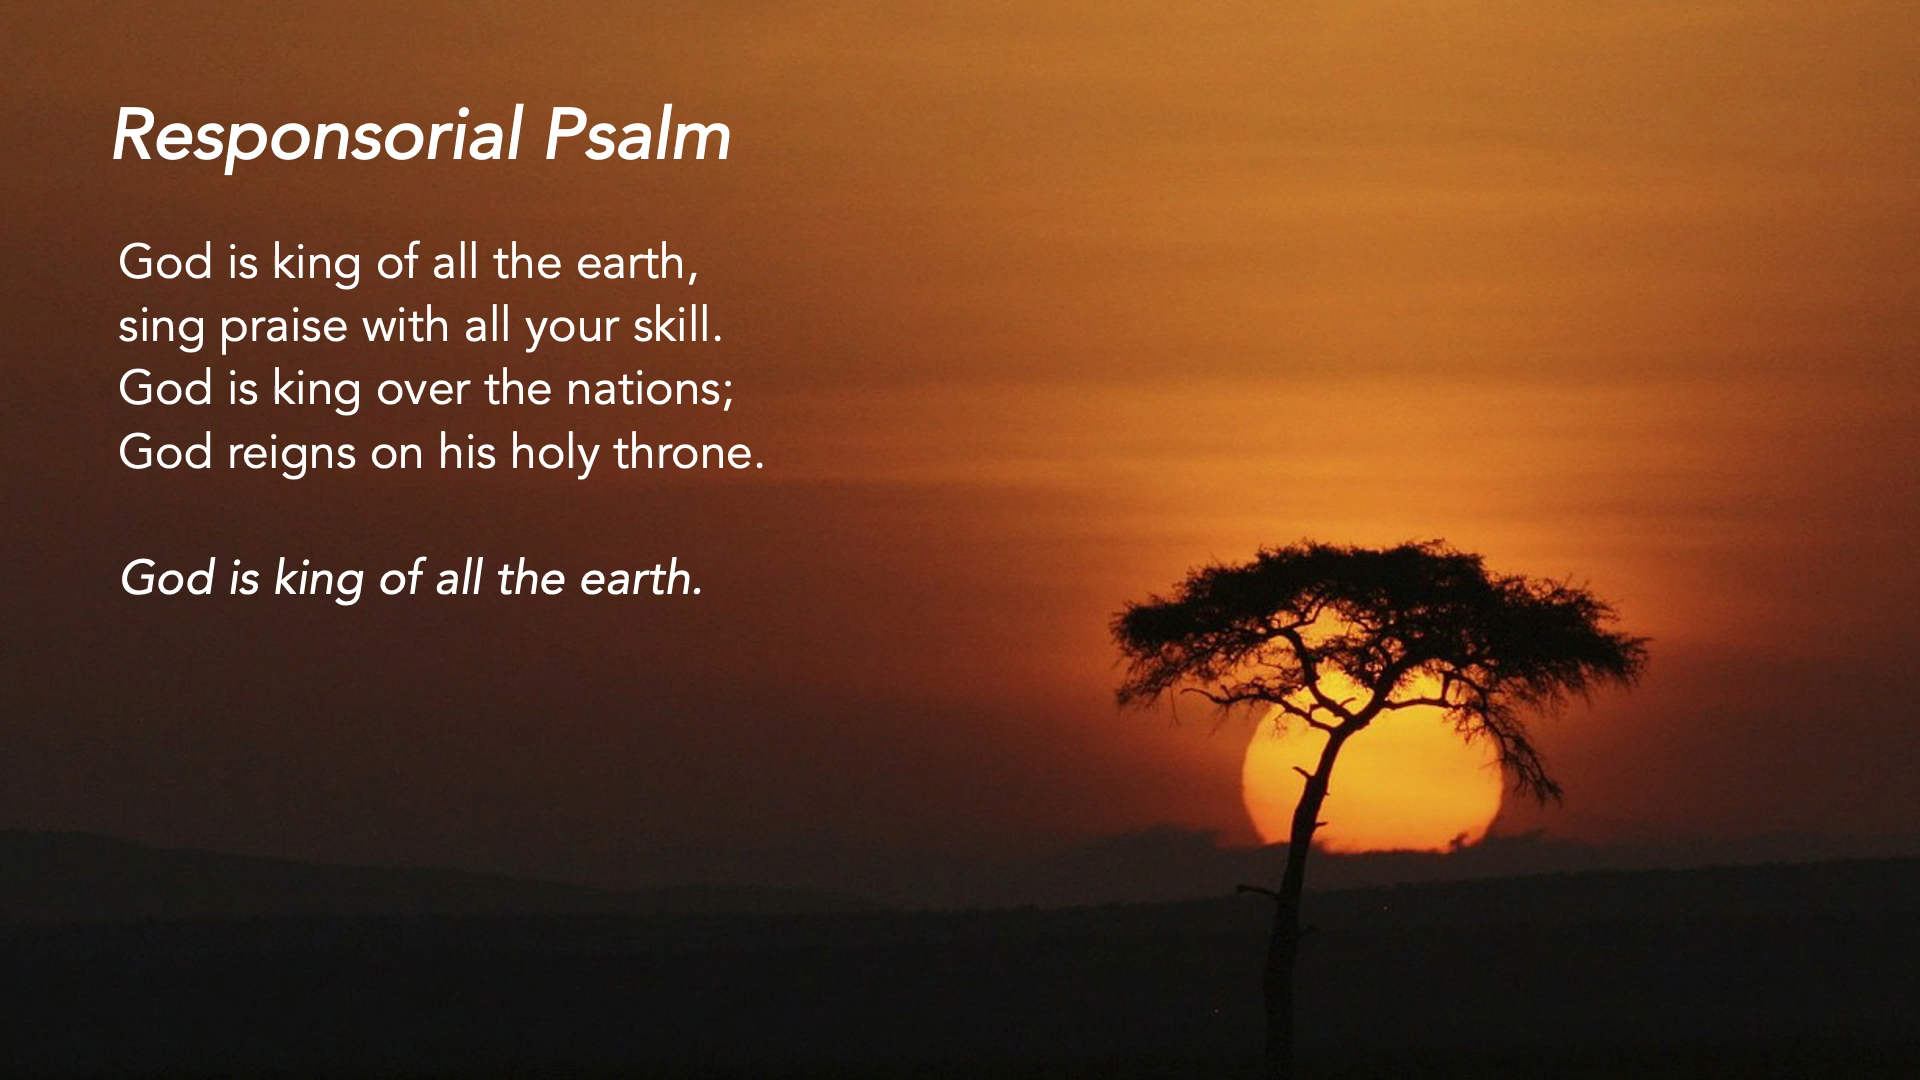 Responsorial Psalm
God is king of all the earth,
sing praise with all your skill.
God is king over the nations;
God reigns on his holy throne.
God is king of all the earth.